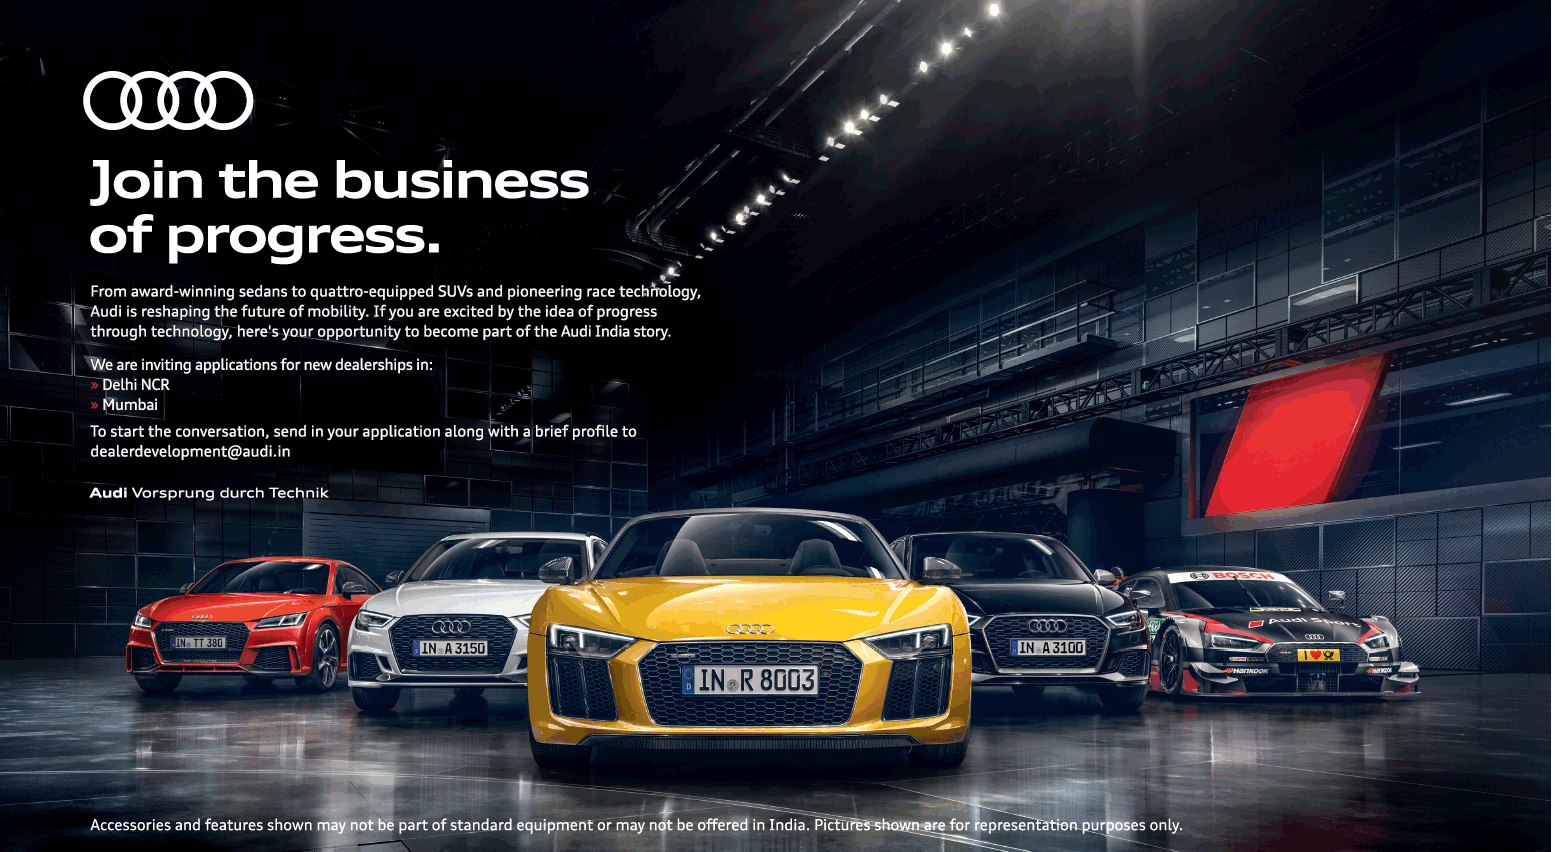 Join the business
of progress.
From award-winning sedans to quattro-equipped SUVs and pioneering race technology,
Audi is reshaping the future of mobility. If you are excited by the idea of progress
through technology, here's your opportunity to become part of the Audi India story.
We are inviting applications for new dealerships in:
» Delhi NCR
» Mumbai
To start the conversation, send in your application along with a brief profile to
dealerdevelopment@audi.in
Audi Vorsprung durch Technik
BOSCH
Audi Sport
IN TT 380
IN A 3150
IN R 8003
IN A 3100
I ❤
HANKOOK
HANKOOK
Accessories and features shown may not be part of standard equipment or may not be offered in India. Pictures shown are for representation purposes only.